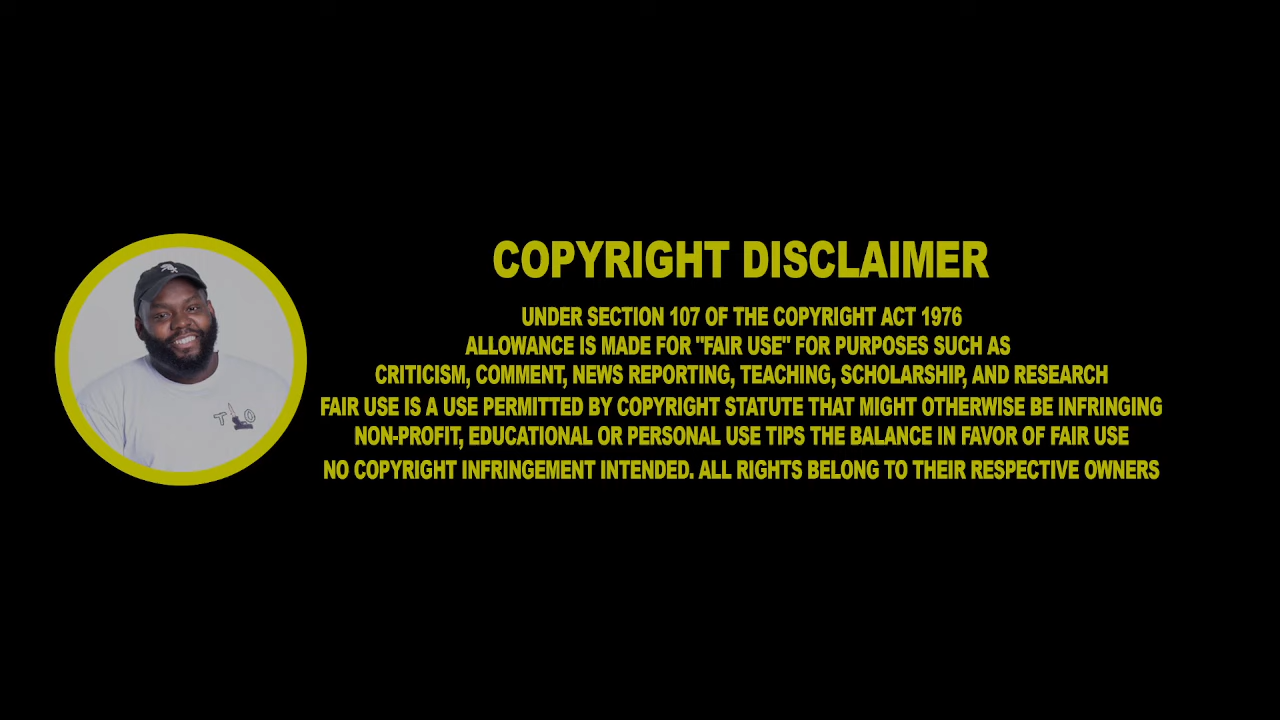 COPYRIGHT DISCLAIMER
UNDER SECTION 107 OF THE COPYRIGHT ACT 1976
ALLOWANCE IS MADE FOR "FAIR USE" FOR PURPOSES SUCH AS
CRITICISM, COMMENT, NEWS REPORTING, TEACHING, SCHOLARSHIP, AND RESEARCH
FAIR USE IS A USE PERMITTED BY COPYRIGHT STATUTE THAT MIGHT OTHERWISE BE INFRINGING
NON-PROFIT, EDUCATIONAL OR PERSONAL USE TIPS THE BALANCE IN FAVOR OF FAIR USE
NO COPYRIGHT INFRINGEMENT INTENDED. ALL RIGHTS BELONG TO THEIR RESPECTIVE OWNERS